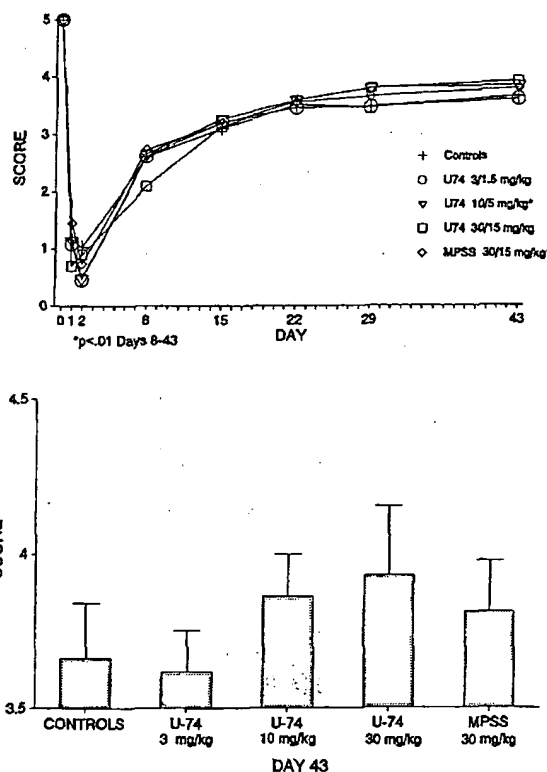 5
4
3
2
1
0
SCORE
Controls
U74 3/1.5 mg/kg
U74 10/5 mg/kg*
U74 30/15 mg/kg
MPSS 30/15 mg/kg
0 1 2 8 15 22 29 43
DAY
*p<.01 Days 8-43
4.5
4
3.5
CONTROLS U-74 U-74 U-74 MPSS
3 mg/kg 10 mg/kg 30 mg/kg 30 mg/kg
DAY 43